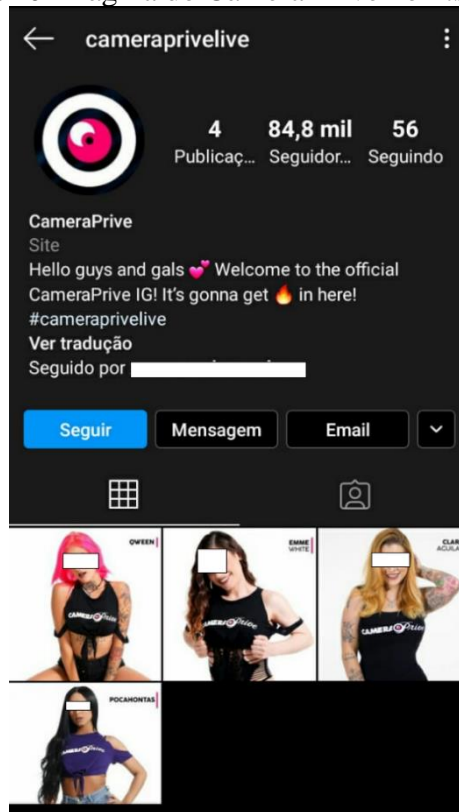 cameraprivelive
4 84,8 mil 56
Publicaç... Seguidor... Seguindo
CameraPrive
Site
Hello guys and gals 💕 Welcome to the official
CameraPrive IG! It's gonna get 🔥 in here!
#cameraprivelive
Ver tradução
Seguido por
Seguir Mensagem Email
QWEEN EMME WHITE
CAMERA Prive CAMERA Prive CAMERA Prive
POCAHONTAS
CAMERA Prive